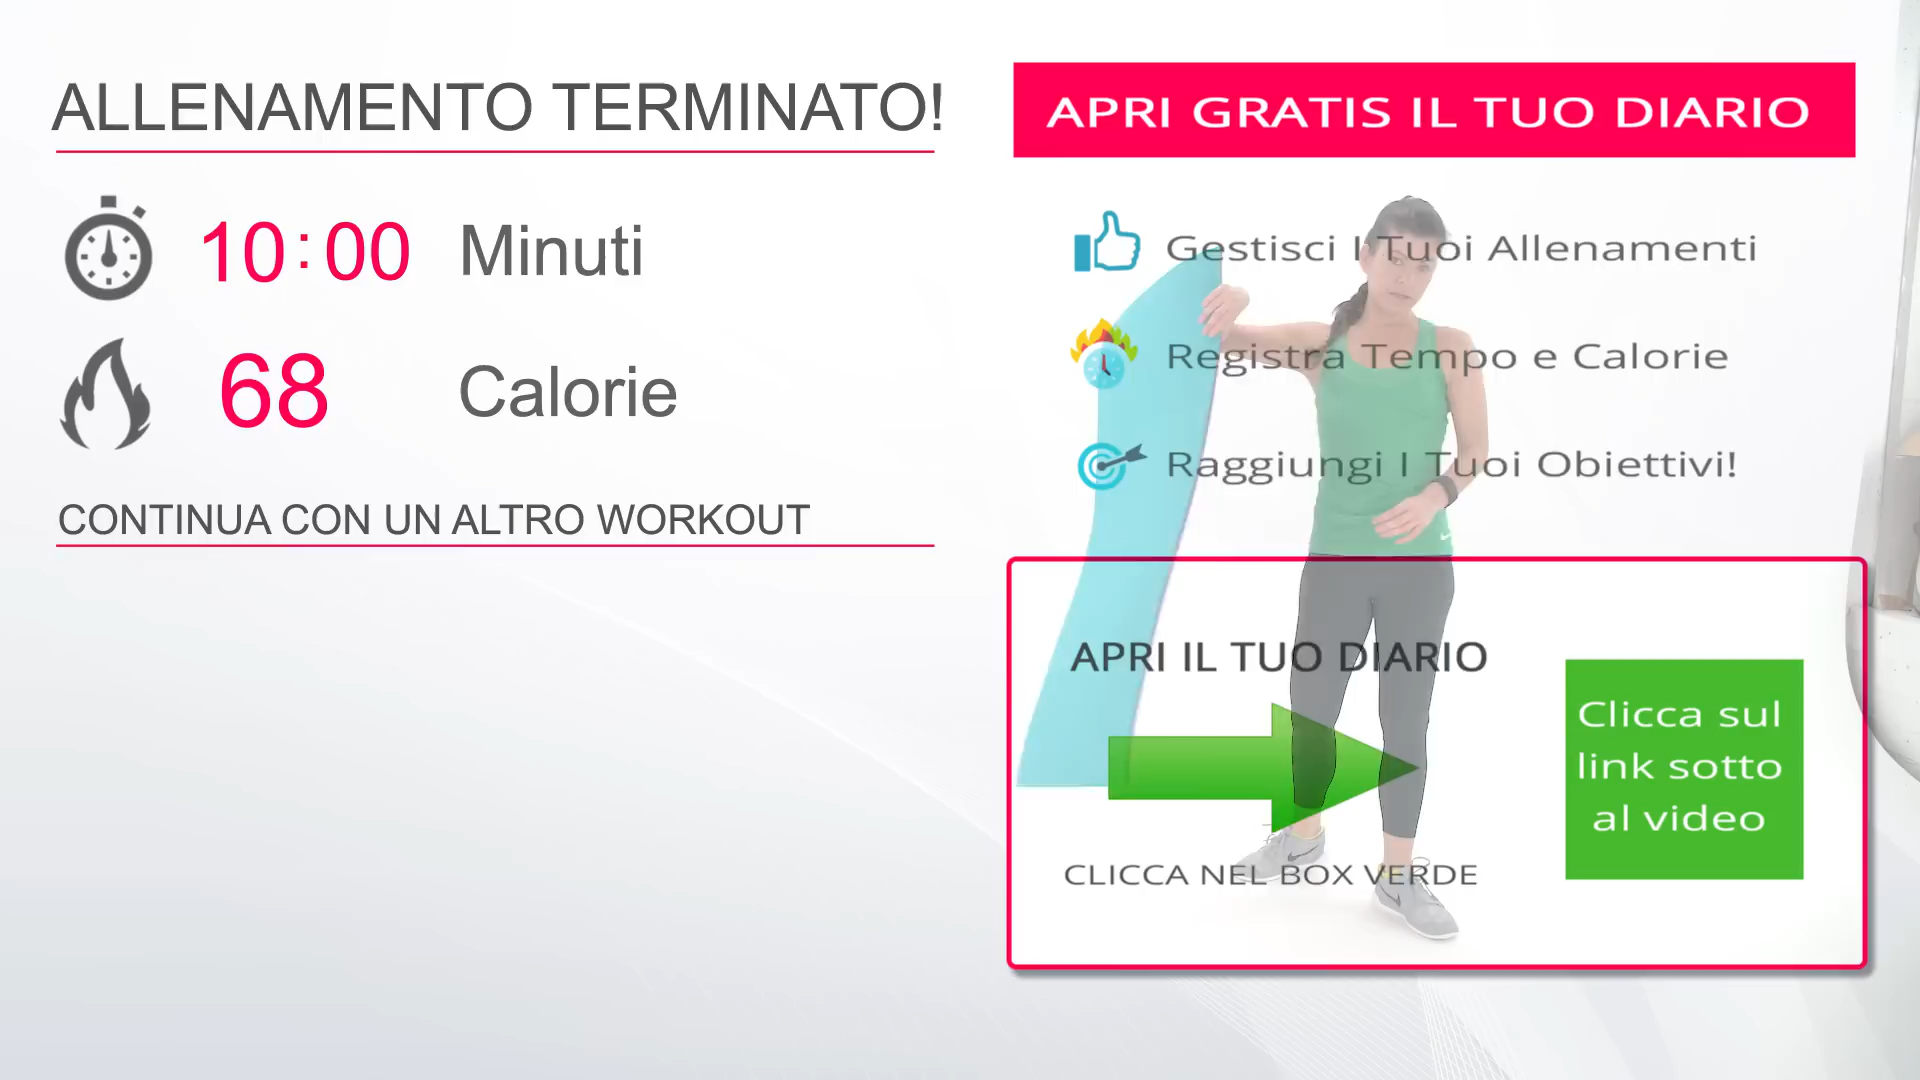 ALLENAMENTO TERMINATO!
10:00 Minuti
68 Calorie
CONTINUA CON UN ALTRO WORKOUT
APRI GRATIS IL TUO DIARIO
Gestisci I Tuoi Allenamenti
Registra Tempo e Calorie
Raggiungi I Tuoi Obiettivi!
APRI IL TUO DIARIO
CLICCA NEL BOX VERDE
Clicca sul
link sotto
al video